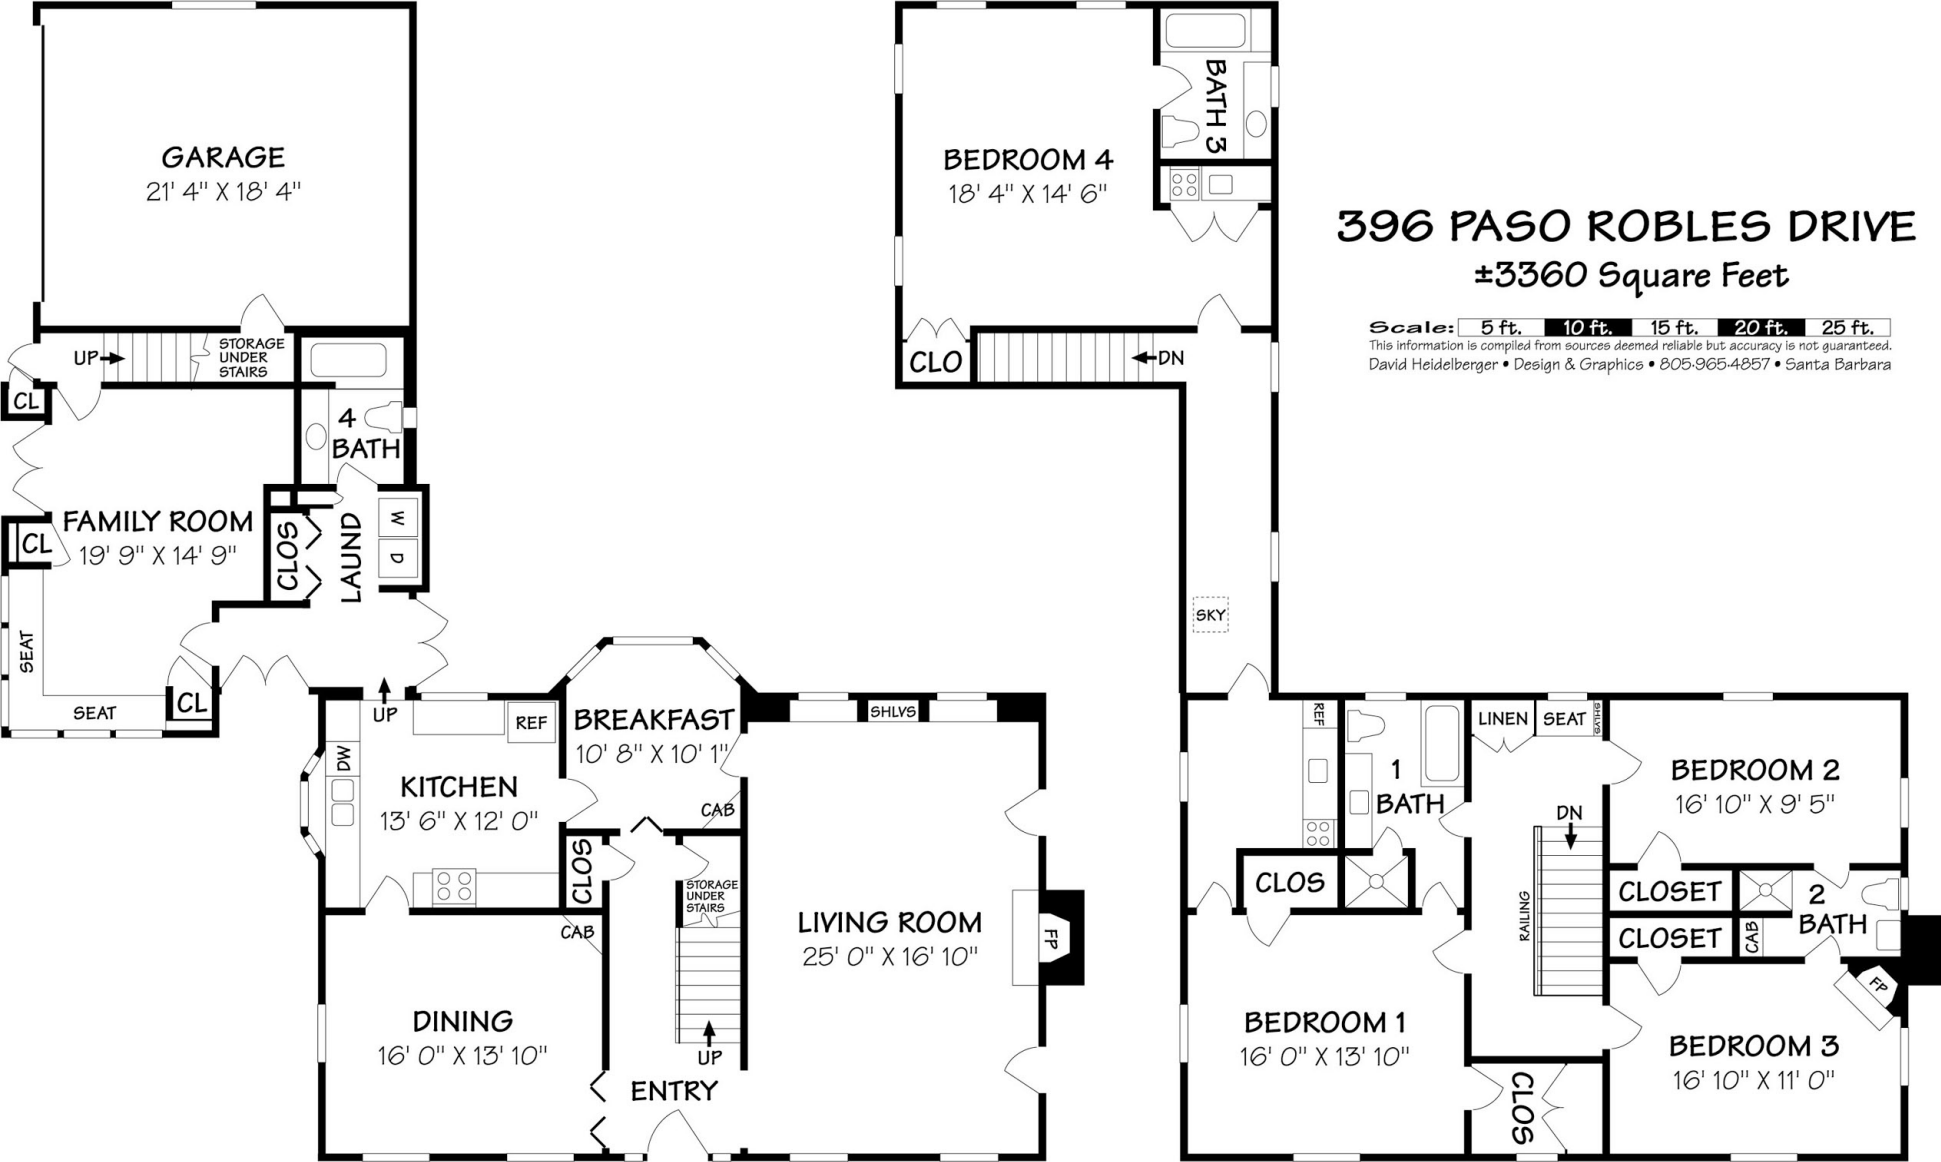 GARAGE
21' 4" X 18' 4"
UP
STORAGE
UNDER
STAIRS
CL
4
BATH
FAMILY ROOM
19' 9" X 14' 9"
CL
CLOS
LAUND
W
D
SEAT
SEAT
CL
UP
REF
DW
KITCHEN
13' 6" X 12' 0"
BREAKFAST
10' 8" X 10' 1"
CAB
SHLVS
CLOS
STORAGE
UNDER
STAIRS
CAB
LIVING ROOM
25' 0" X 16' 10"
FP
DINING
16' 0" X 13' 10"
UP
ENTRY
BEDROOM 4
18' 4" X 14' 6"
BATH 3
CLO
DN
SKY
396 PASO ROBLES DRIVE
±3360 Square Feet
Scale: 5 ft. 10 ft. 15 ft. 20 ft. 25 ft.
This information is compiled from sources deemed reliable but accuracy is not guaranteed.
David Heidelberger • Design & Graphics • 805•965•4857 • Santa Barbara
REF
1
BATH
LINEN
SEAT
SHLVS
BEDROOM 2
16' 10" X 9' 5"
DN
RAILING
CLOS
CLOSET
CLOSET
2
BATH
CAB
FP
BEDROOM 1
16' 0" X 13' 10"
BEDROOM 3
16' 10" X 11' 0"
CLOS